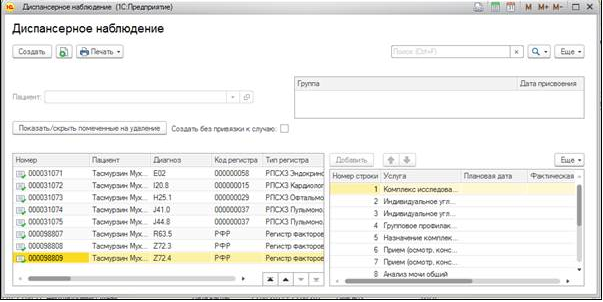 Диспансерное наблюдение (1С:Предприятие)
M M+ M-
Диспансерное наблюдение
Создать Печать Поиск (Ctrl+F) × Еще
Группа Дата присвоения
Пациент:
Показать/скрыть помеченные на удаление Создать без привязки к случаю:
Добавить Еще
Номер Пациент Диагноз Код регистра Тип регистра
000031071 Тасмурзин Мух... E02 000000058 РПСХЗ Эндокрин
000031072 Тасмурзин Мух... I20.8 000000015 РПСХЗ Кардиолог
000031073 Тасмурзин Мух... H25.1 000000029 РПСХЗ Офтальмо
000031074 Тасмурзин Мух... J41.0 000000037 РПСХЗ Пульмоно
000031075 Тасмурзин Мух... J44.8 000000037 РПСХЗ Пульмоно
000098807 Тасмурзин Мух... R63.5 РФР Регистр факторов
000098808 Тасмурзин Мух... Z72.3 РФР Регистр факторов
000098809 Тасмурзин Мух... Z72.4 РФР Регистр факторов
Номер строки Услуга Плановая дата Фактическая
1 Комплекс исследова...
2 Индивидуальное угл...
3 Индивидуальное угл...
4 Групповое профилак...
5 Назначение комплек...
6 Прием (осмотр, конс...
7 Прием (осмотр, конс...
8 Анализ мочи общий